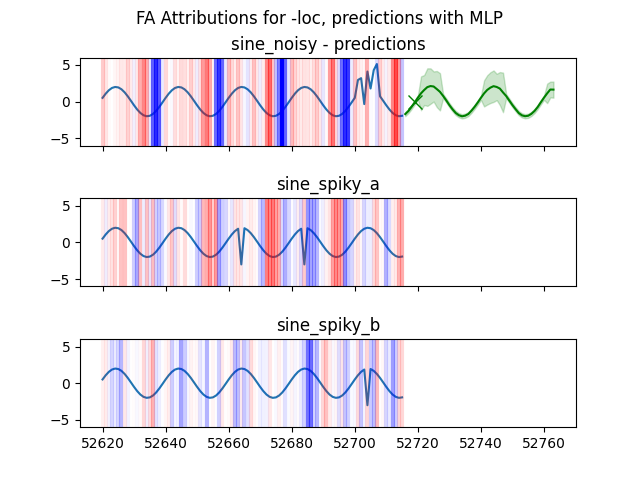 FA Attributions for -loc, predictions with MLP
sine_noisy - predictions
5
0
−5
sine_spiky_a
5
0
−5
sine_spiky_b
5
0
−5
52620 52640 52660 52680 52700 52720 52740 52760